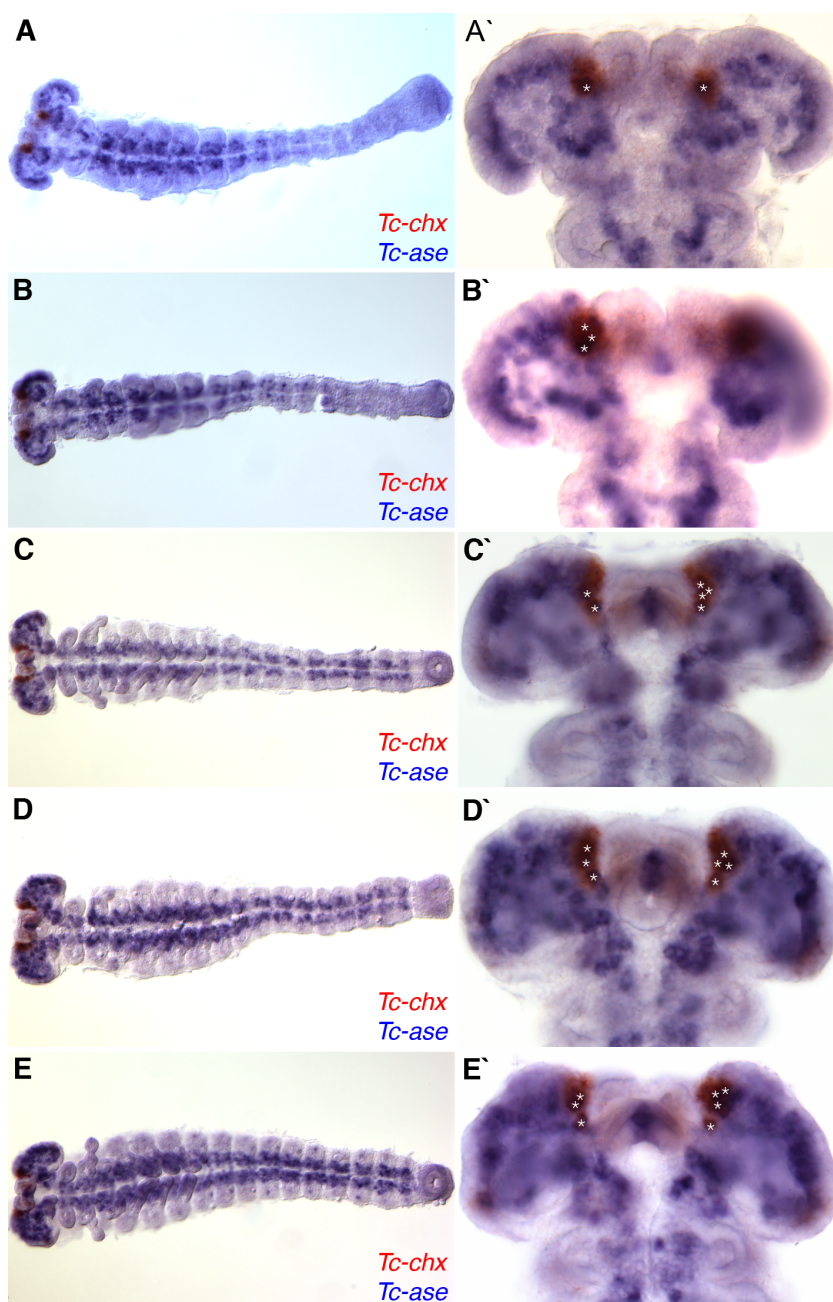 A
A`
*
*
Tc-chx
Tc-ase
B
B`
*
*
*
Tc-chx
Tc-ase
C
C`
*
*
*
*
*
*
Tc-chx
Tc-ase
D
D`
*
*
*
*
*
*
*
Tc-chx
Tc-ase
E
E`
*
*
*
*
*
*
*
Tc-chx
Tc-ase